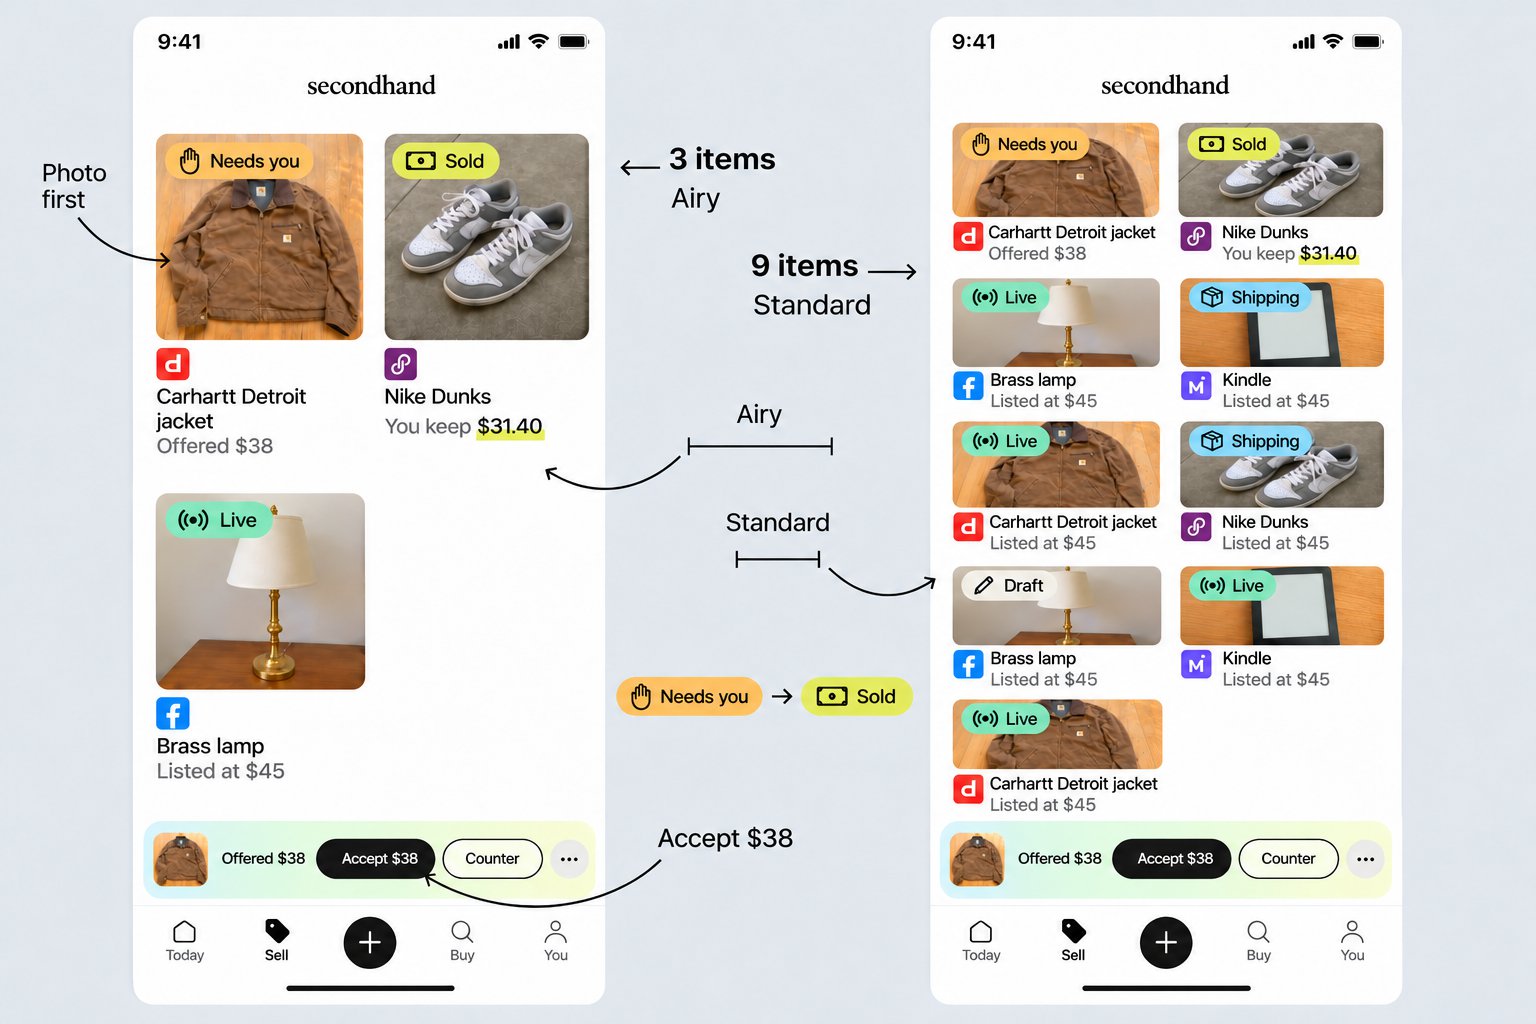 9:41
secondhand
Needs you
Sold
Carhartt Detroit
jacket
Offered $38
Nike Dunks
You keep $31.40
Live
Brass lamp
Listed at $45
Offered $38
Accept $38
Counter
Today
Sell
Buy
You
Photo
first
3 items
Airy
9 items
Standard
Airy
Standard
Needs you
Sold
Accept $38
9:41
secondhand
Needs you
Sold
Carhartt Detroit jacket
Offered $38
Nike Dunks
You keep $31.40
Live
Shipping
Brass lamp
Listed at $45
Kindle
Listed at $45
Live
Shipping
Carhartt Detroit jacket
Listed at $45
Nike Dunks
Listed at $45
Draft
Live
Brass lamp
Listed at $45
Kindle
Listed at $45
Live
Carhartt Detroit jacket
Listed at $45
Offered $38
Accept $38
Counter
Today
Sell
Buy
You